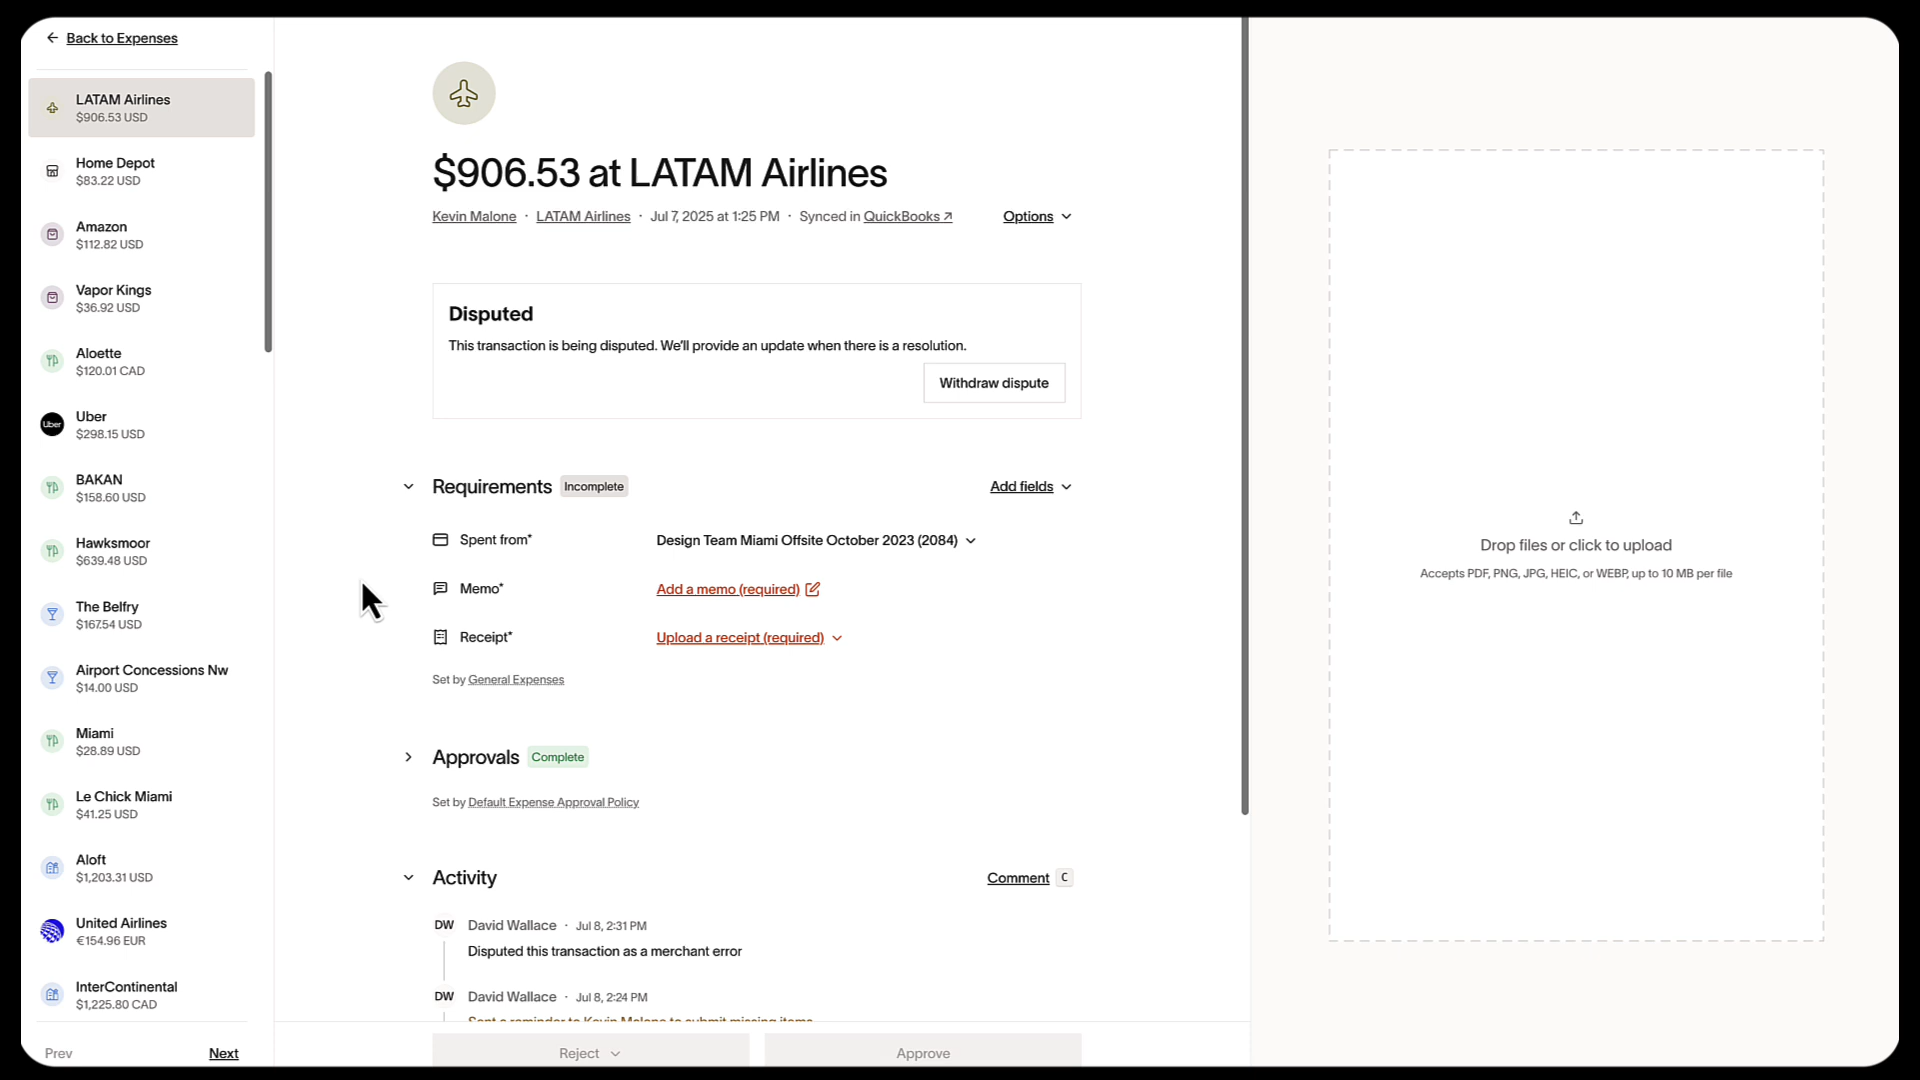 Back to Expenses
LATAM Airlines
$906.53 USD
Home Depot
$83.22 USD
Amazon
$112.82 USD
Vapor Kings
$36.92 USD
Aloette
$120.01 CAD
Uber
Uber
$298.15 USD
BAKAN
$158.60 USD
Hawksmoor
$639.48 USD
The Belfry
$167.54 USD
Airport Concessions Nw
$14.00 USD
Miami
$28.89 USD
Le Chick Miami
$41.25 USD
Aloft
$1,203.31 USD
United Airlines
€154.96 EUR
InterContinental
$1,225.80 CAD
Prev Next
$906.53 at LATAM Airlines
Kevin Malone · LATAM Airlines · Jul 7, 2025 at 1:25 PM · Synced in QuickBooks ↗ Options
Disputed
This transaction is being disputed. We'll provide an update when there is a resolution.
Withdraw dispute
Requirements Incomplete Add fields
Spent from* Design Team Miami Offsite October 2023 (2084)
Memo* Add a memo (required)
Receipt* Upload a receipt (required)
Set by General Expenses
Approvals Complete
Set by Default Expense Approval Policy
Activity Comment C
DW David Wallace · Jul 8, 2:31 PM
Disputed this transaction as a merchant error
DW David Wallace · Jul 8, 2:24 PM
Sent a reminder to Kevin Malone to submit missing items
Reject Approve
Drop files or click to upload
Accepts PDF, PNG, JPG, HEIC, or WEBP, up to 10 MB per file